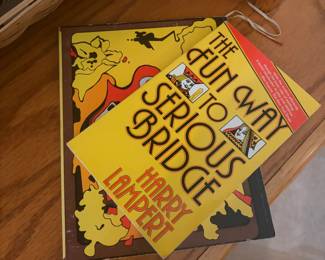 THE
FUN WAY
TO
SERIOUS
BRIDGE
HARRY
LAMPERT